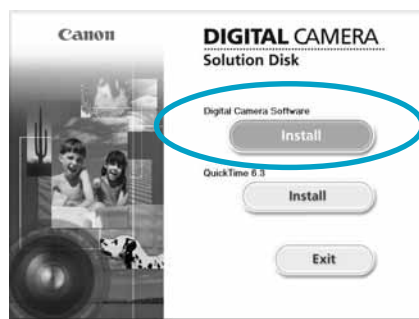 Canon
DIGITAL CAMERA
Solution Disk
Digital Camera Software
Install
QuickTime 6.3
Install
Exit